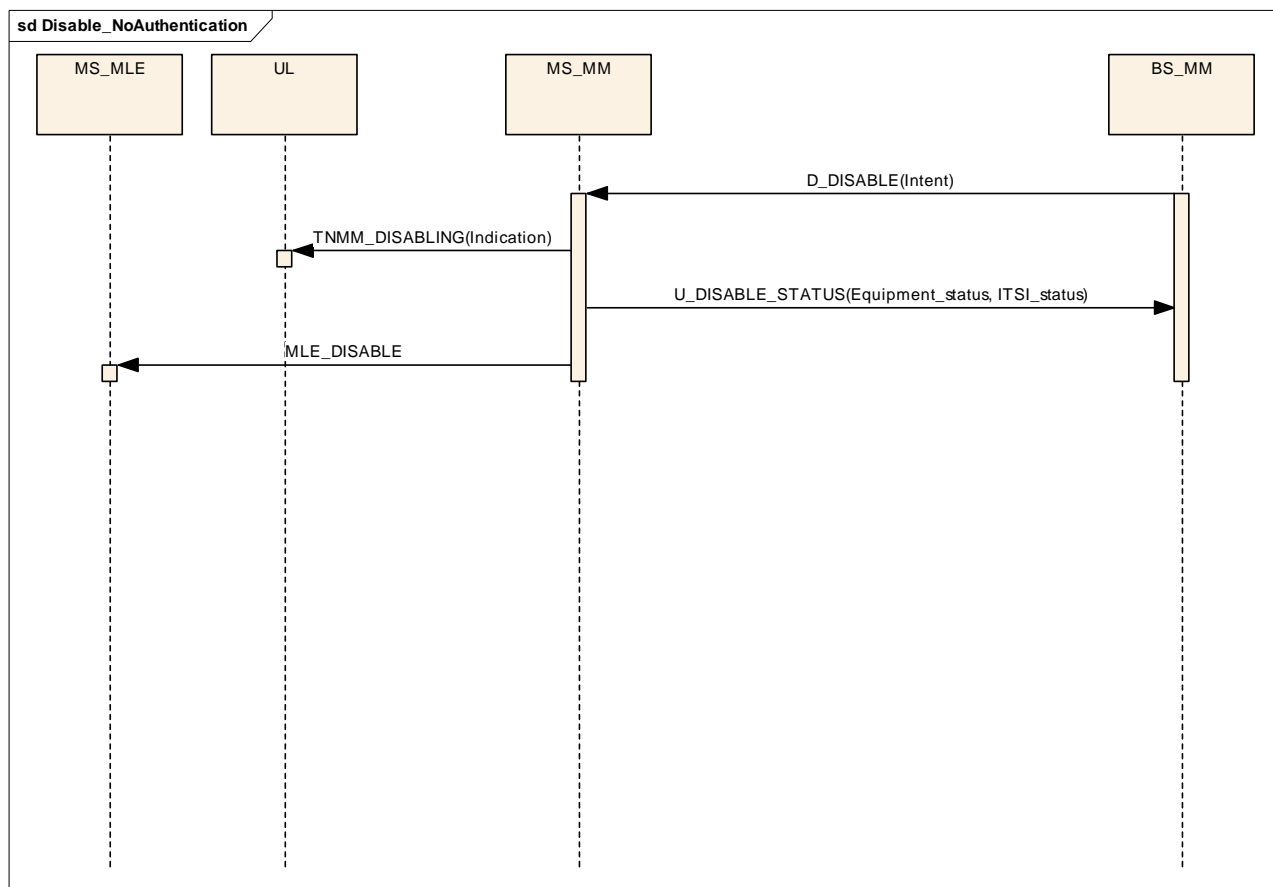 sd Disable_NoAuthentication
MS_MLE
UL
MS_MM
BS_MM
D_DISABLE(Intent)
TNMM_DISABLING(Indication)
U_DISABLE_STATUS(Equipment_status, ITSI_status)
MLE_DISABLE